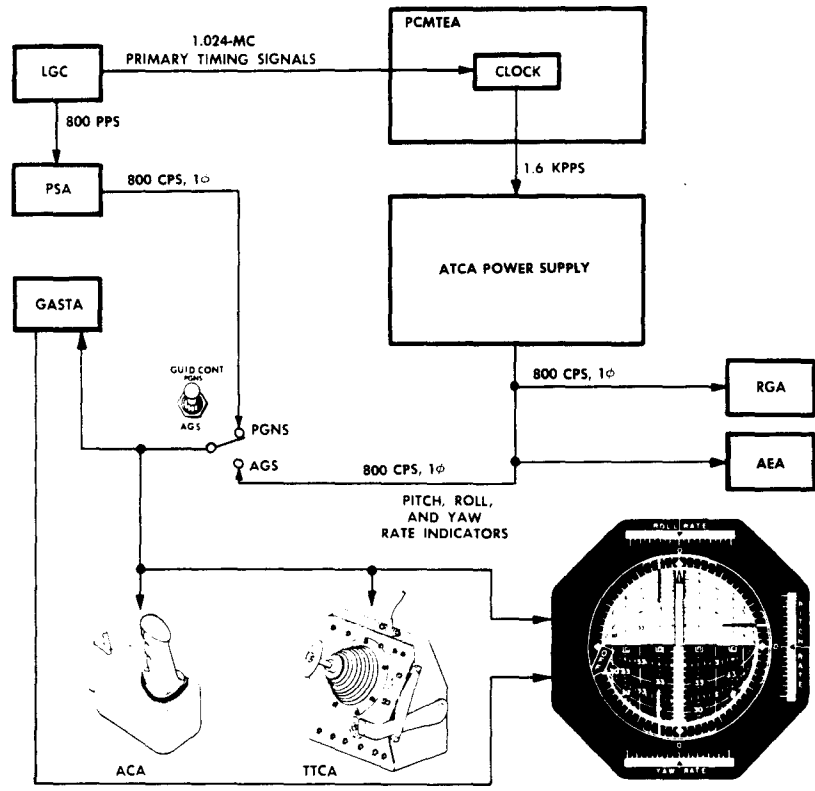 PCMTEA
1.024-MC
PRIMARY TIMING SIGNALS
LGC
CLOCK
800 PPS
1.6 KPPS
PSA
800 CPS, 1ϕ
ATCA POWER SUPPLY
GASTA
GUID CONT
PGNS
AGS
800 CPS, 1ϕ
RGA
PGNS
AGS
800 CPS, 1ϕ
AEA
PITCH, ROLL,
AND YAW
RATE INDICATORS
ROLL RATE
PITCH RATE
YAW RATE
ACA
TTCA